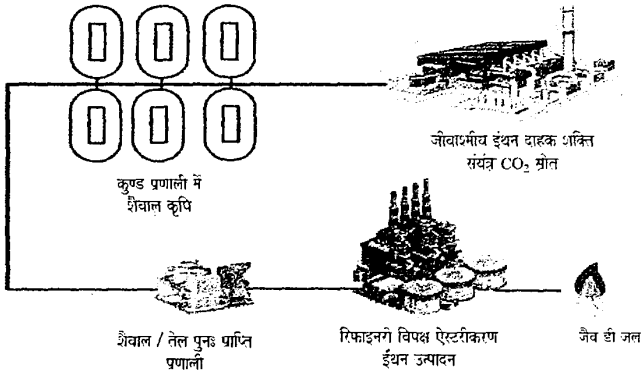 जीवाश्मीय इंधन दाहक शक्ति
संयंत्र CO₂ स्रोत
कुण्ड प्रणाली में
शैवाल कृषि
शैवाल / तेल पुनः प्राप्ति
प्रणाली
रिफाइनरी विपक्ष ऐस्टरीकरण
ईंधन उत्पादन
जैव डी जल